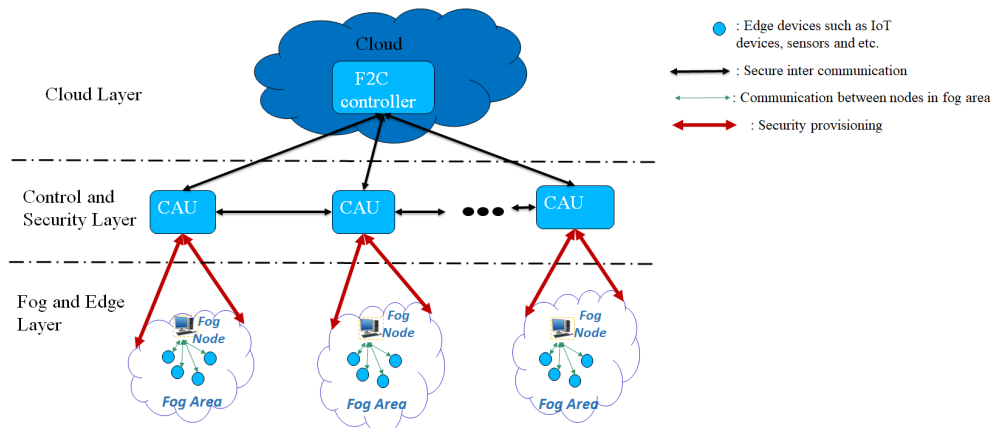 Cloud
F2C
controller
Cloud Layer
: Edge devices such as IoT
devices, sensors and etc.
: Secure inter communication
: Communication between nodes in fog area
: Security provisioning
Control and
Security Layer
CAU
CAU
CAU
Fog and Edge
Layer
Fog
Node
Fog Area
Fog
Node
Fog Area
Fog
Node
Fog Area